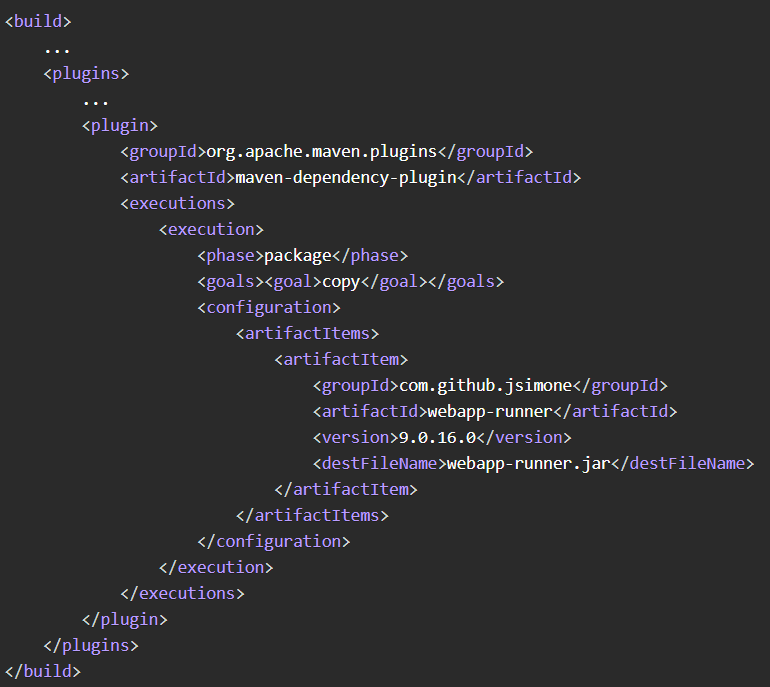 <build>
    ...
    <plugins>
        ...
        <plugin>
            <groupId>org.apache.maven.plugins</groupId>
            <artifactId>maven-dependency-plugin</artifactId>
            <executions>
                <execution>
                    <phase>package</phase>
                    <goals><goal>copy</goal></goals>
                    <configuration>
                        <artifactItems>
                            <artifactItem>
                                <groupId>com.github.jsimone</groupId>
                                <artifactId>webapp-runner</artifactId>
                                <version>9.0.16.0</version>
                                <destFileName>webapp-runner.jar</destFileName>
                            </artifactItem>
                        </artifactItems>
                    </configuration>
                </execution>
            </executions>
        </plugin>
    </plugins>
</build>